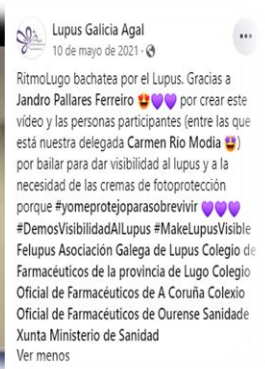 Lupus Galicia Agal
10 de mayo de 2021 ·
RitmoLugo bachatea por el Lupus. Gracias a
Jandro Pallares Ferreiro 🤩💜💜 por crear este
vídeo y las personas participantes (entre las que
está nuestra delegada Carmen Río Modia 🤩)
por bailar para dar visibilidad al lupus y a la
necesidad de las cremas de fotoprotección
porque #yomeprotejoparasobrevivir 💜💜💜
#DemosVisibilidadAlLupus #MakeLupusVisible
Felupus Asociación Galega de Lupus Colegio de
Farmacéuticos de la provincia de Lugo Colegio
Oficial de Farmacéuticos de A Coruña Colexio
Oficial de Farmacéuticos de Ourense Sanidade
Xunta Ministerio de Sanidad
Ver menos